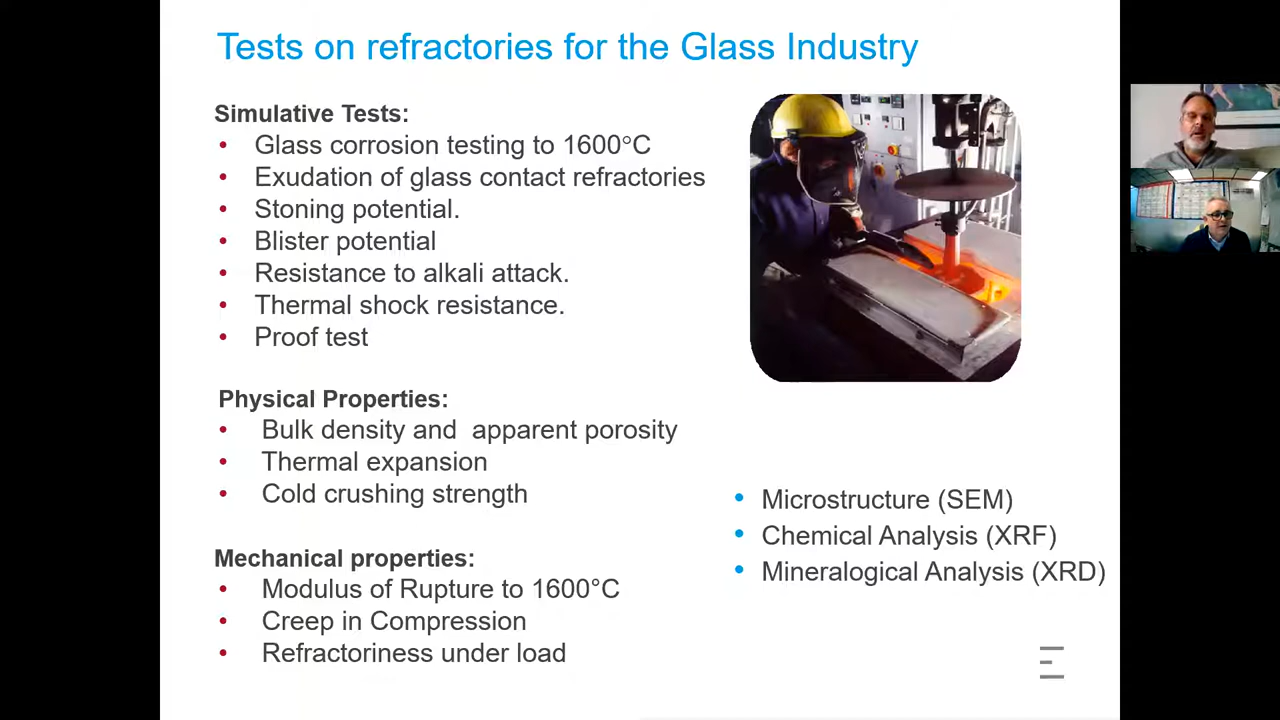 Tests on refractories for the Glass Industry
Simulative Tests:
• Glass corrosion testing to 1600°C
• Exudation of glass contact refractories
• Stoning potential.
• Blister potential
• Resistance to alkali attack.
• Thermal shock resistance.
• Proof test
Physical Properties:
• Bulk density and  apparent porosity
• Thermal expansion
• Cold crushing strength
Mechanical properties:
• Modulus of Rupture to 1600°C
• Creep in Compression
• Refractoriness under load
• Microstructure (SEM)
• Chemical Analysis (XRF)
• Mineralogical Analysis (XRD)